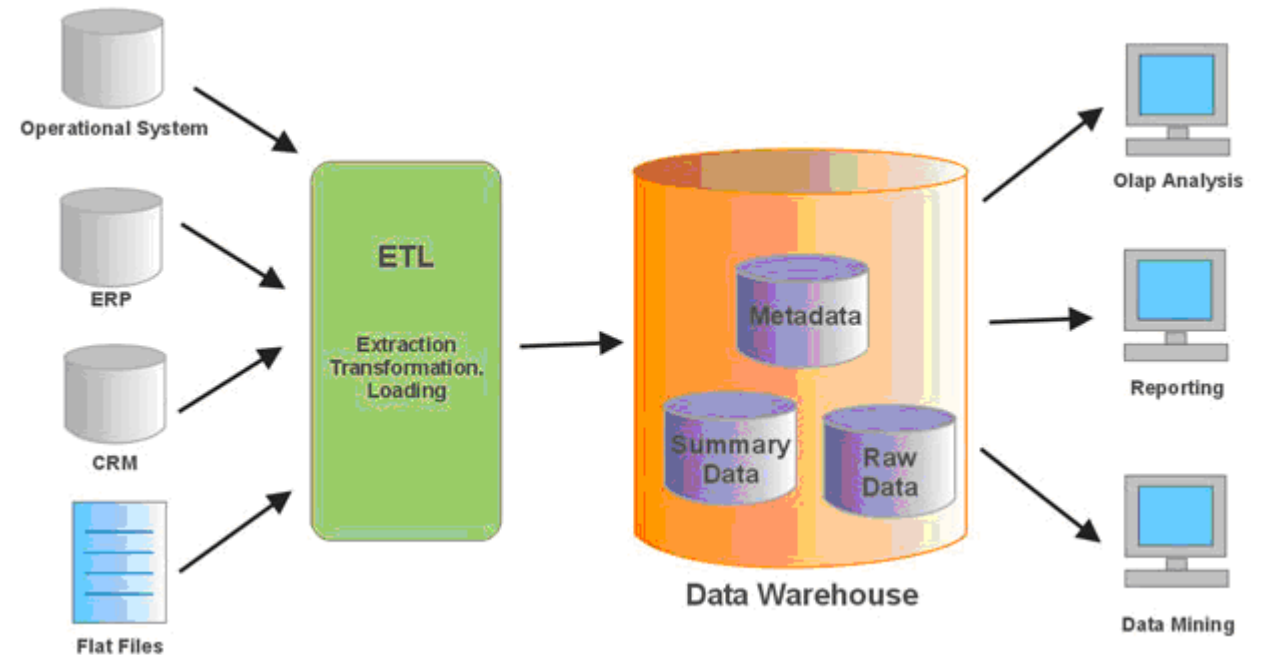 Operational System
ERP
CRM
Flat Files
ETL
Extraction
Transformation.
Loading
Metadata
Summary
Data
Raw
Data
Data Warehouse
Olap Analysis
Reporting
Data Mining